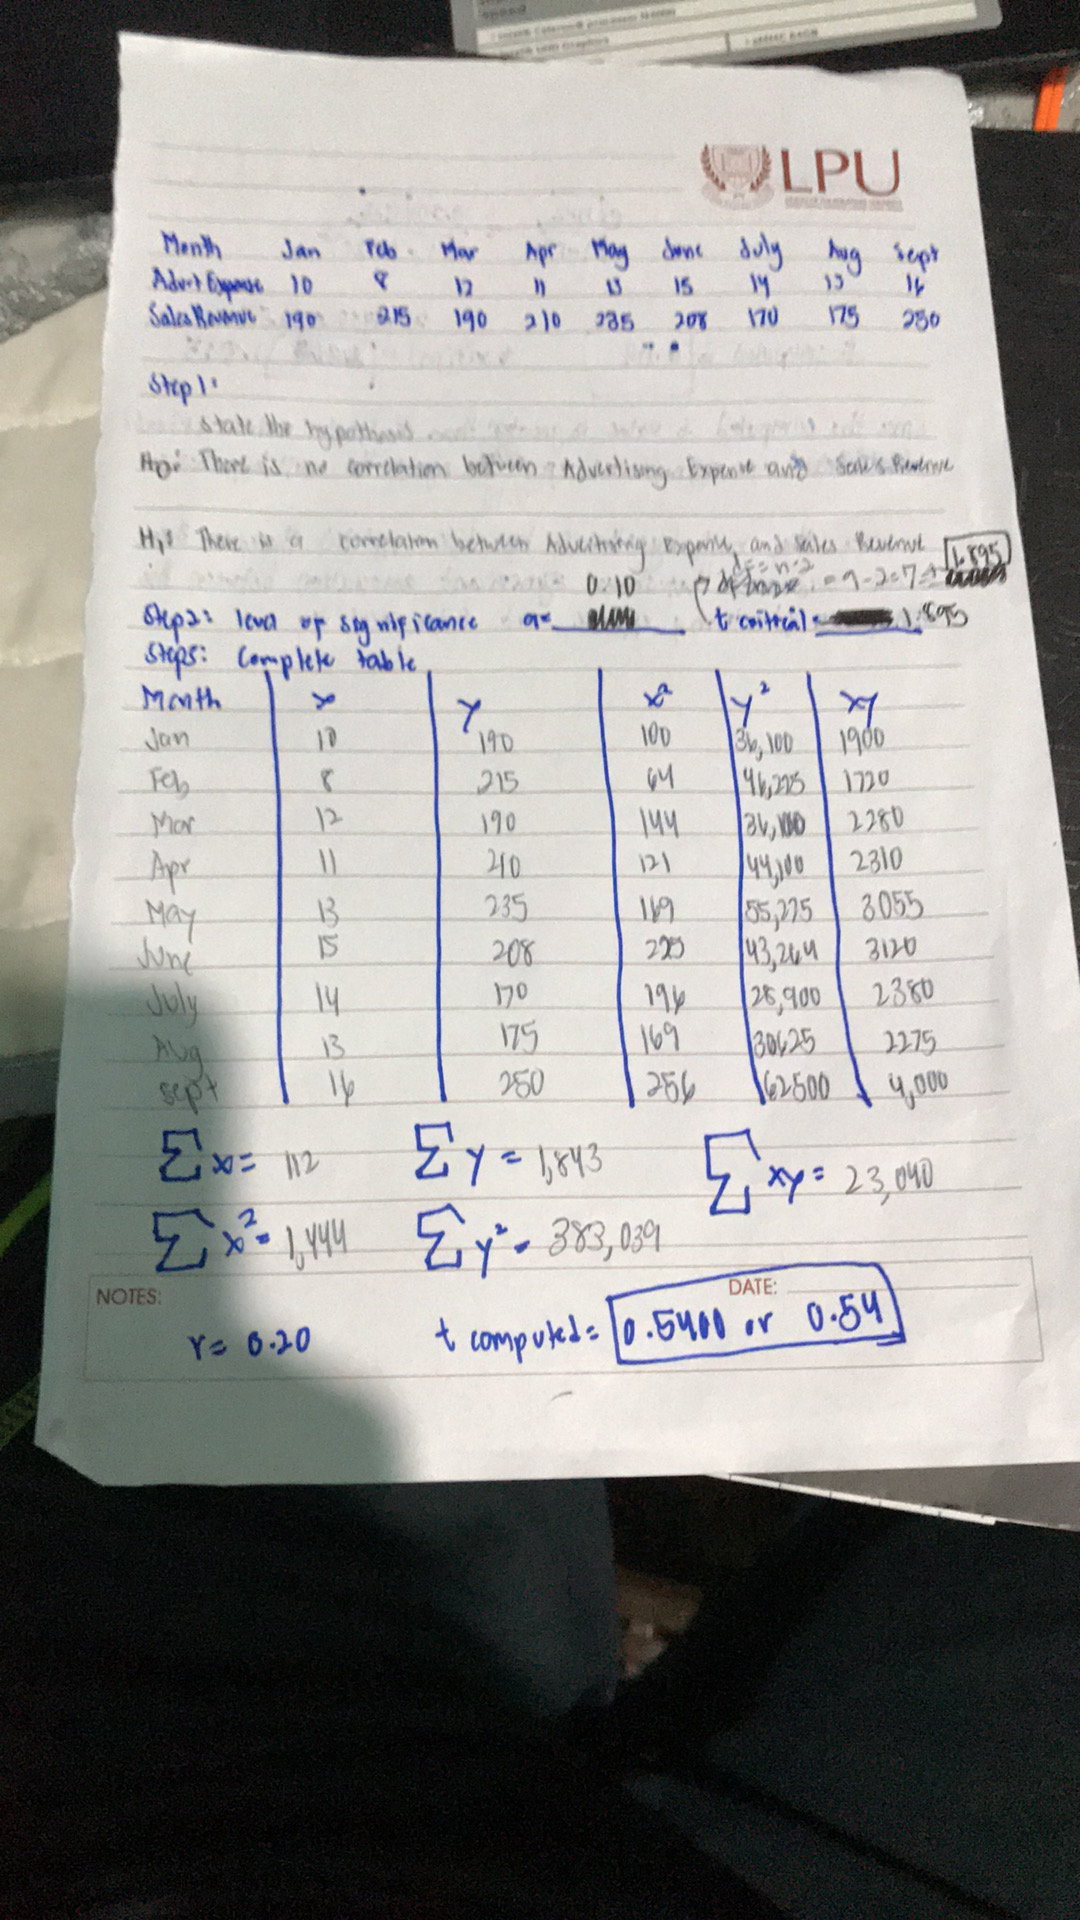 LPU
Month Jan Feb Mar Apr May June July Aug Sept
Advert Expense 10 8 12 11 13 15 14 13 16
Sales Revenue 190 215 190 210 235 208 170 175 250
Step 1:
State the hypothesis
Ho: There is no correlation between Advertising Expense and Sales Revenue
H1: There is a correlation between Advertising Expense and Sales Revenue 1.895
0.10 df = n-2 = 9-2=7=
Step 2: level of significance a= t critical= 1.895
Steps: Complete table
Month x y x² y² xy
Jan 10 190 100 36,100 1900
Feb 8 215 64 46,225 1720
Mar 12 190 144 36,100 2280
Apr 11 210 121 44,100 2310
May 13 235 169 55,225 3055
June 15 208 225 43,264 3120
July 14 170 196 28,900 2380
Aug 13 175 169 30625 2275
Sept 16 250 256 62500 4,000
Σx= 112 Σy = 1,843 Σxy= 23,040
Σx²= 1,444 Σy²= 383,039
NOTES: DATE:
r= 0.20 t computed= 0.5400 or 0.54